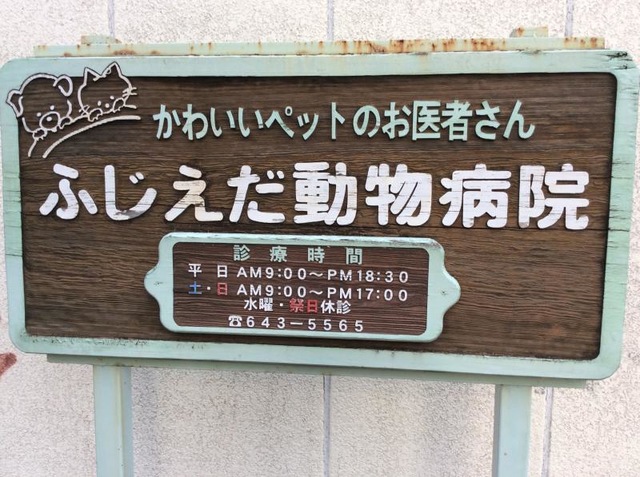 かわいいペットのお医者さん
ふじえだ動物病院
診療時間
平日 AM9:00〜PM18:30
土・日 AM9:00〜PM17:00
水曜・祭日休診
☎643-5565